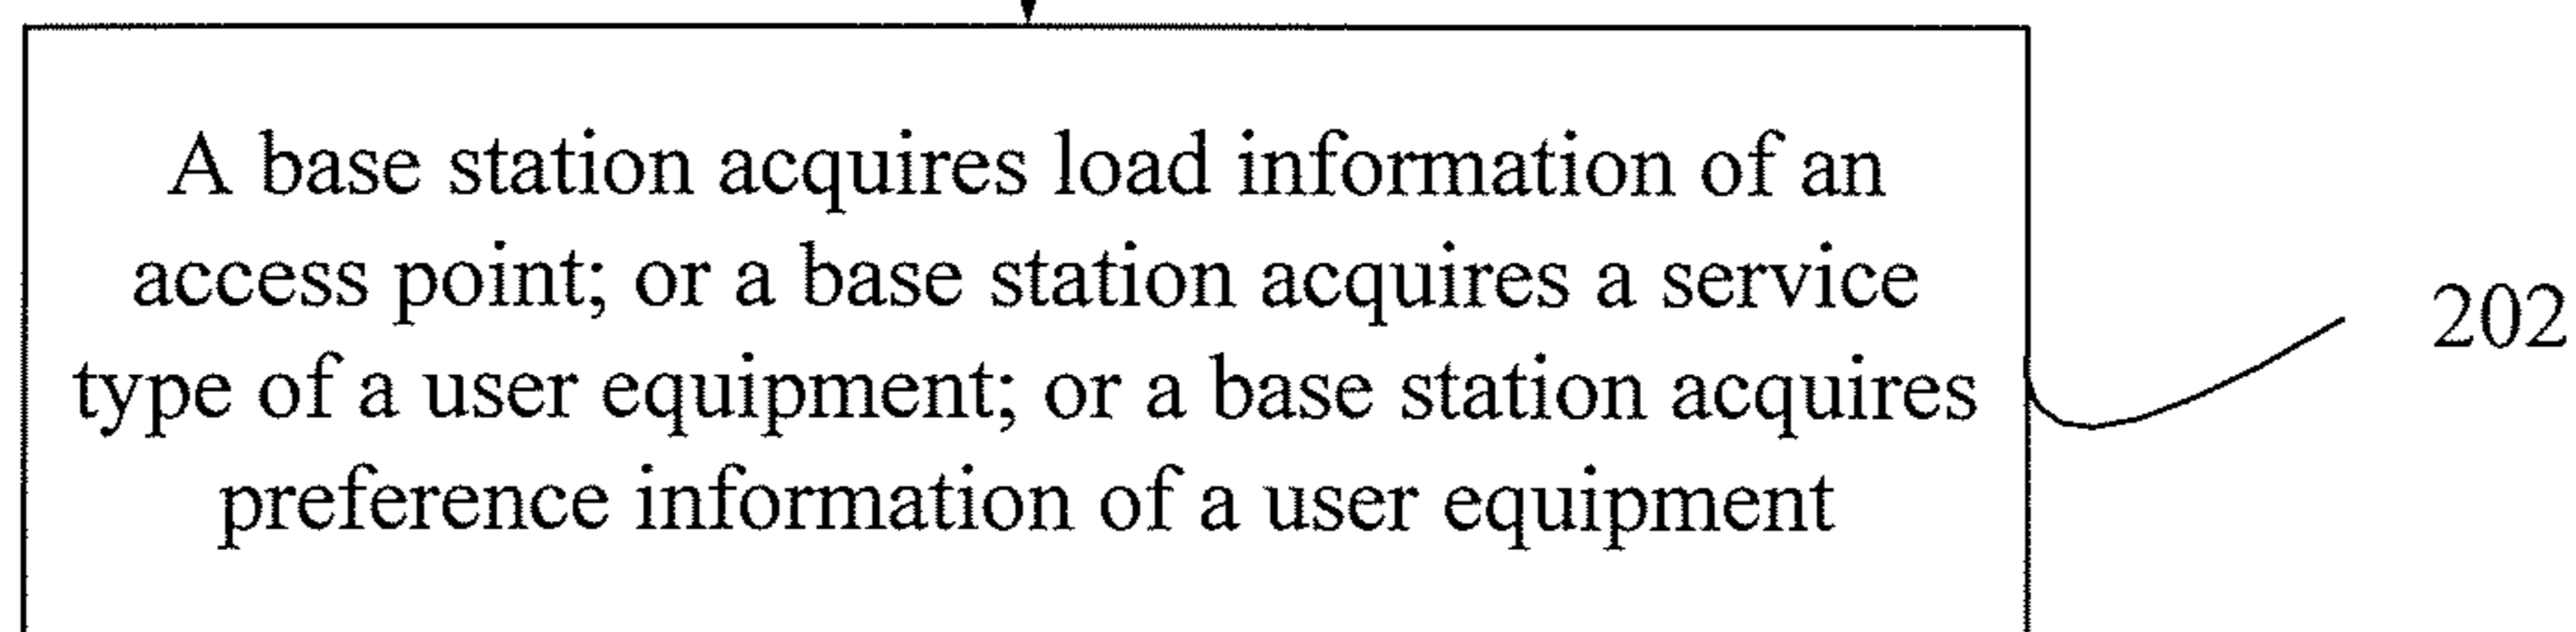 A base station acquires load information of an
access point; or a base station acquires a service
type of a user equipment; or a base station acquires
preference information of a user equipment
202